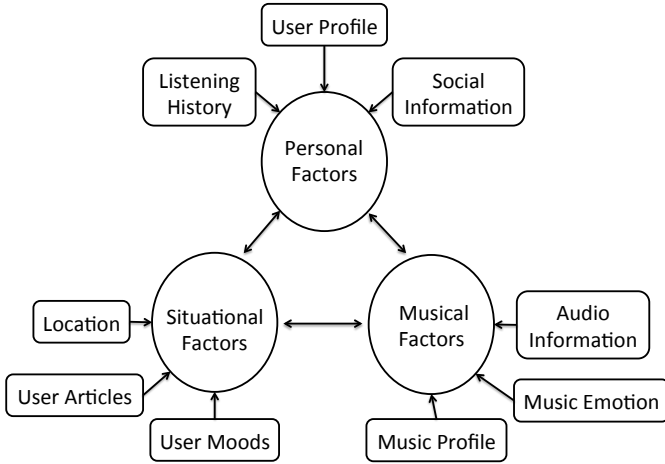 User Profile
Listening
History
Social
Information
Personal
Factors
Location
Situational
Factors
Musical
Factors
Audio
Information
User Articles
Music Emotion
User Moods
Music Profile